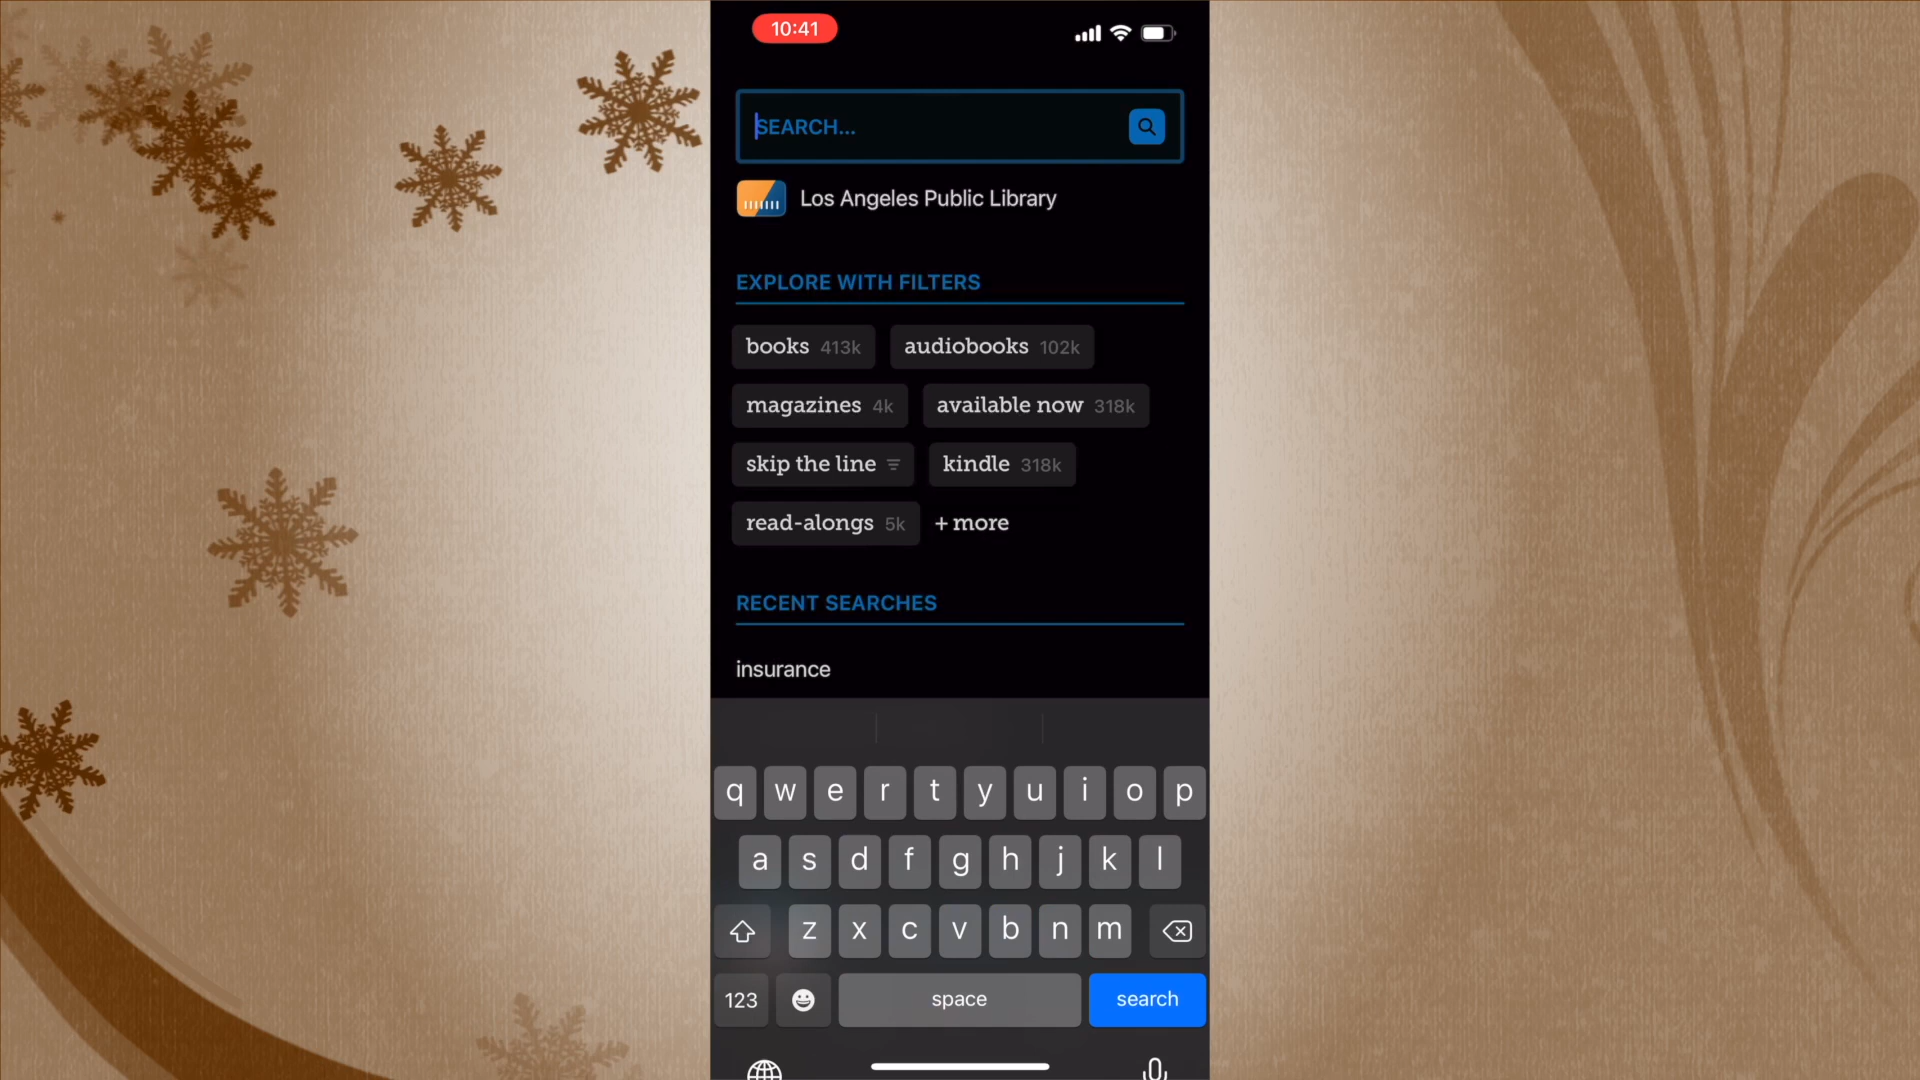 10:41
SEARCH...
Los Angeles Public Library
EXPLORE WITH FILTERS
books 413k audiobooks 102k
magazines 4k available now 318k
skip the line kindle 318k
read-alongs 5k + more
RECENT SEARCHES
insurance
q w e r t y u i o p
a s d f g h j k l
z x c v b n m
123 space search